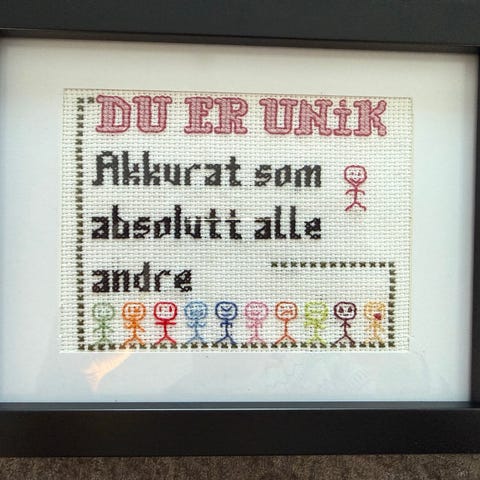 DU ER UNiK
Akkurat som
absolutt alle
andre